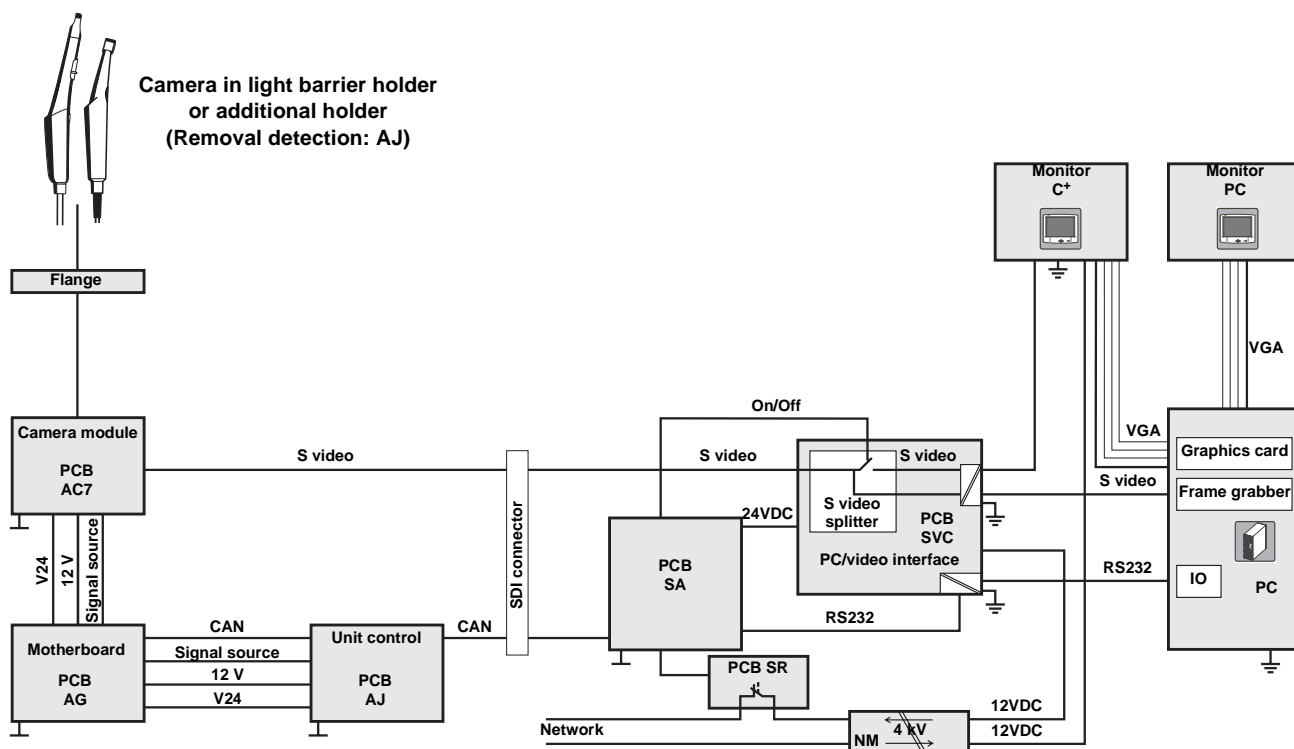 Camera in light barrier holder
or additional holder
(Removal detection: AJ)
Monitor
C+
Monitor
PC
Flange
VGA
On/Off
Camera module
PCB
AC7
S video
S video
S video
VGA
Graphics card
S video
Frame grabber
S video
splitter
24VDC
PCB
SVC
PC/video interface
V24
12 V
Signal source
SDI connector
PCB
SA
RS232
IO
PC
CAN
CAN
RS232
Motherboard
PCB
AG
Signal source
12 V
V24
Unit control
PCB
AJ
PCB SR
Network
12VDC
12VDC
4 kV
NM